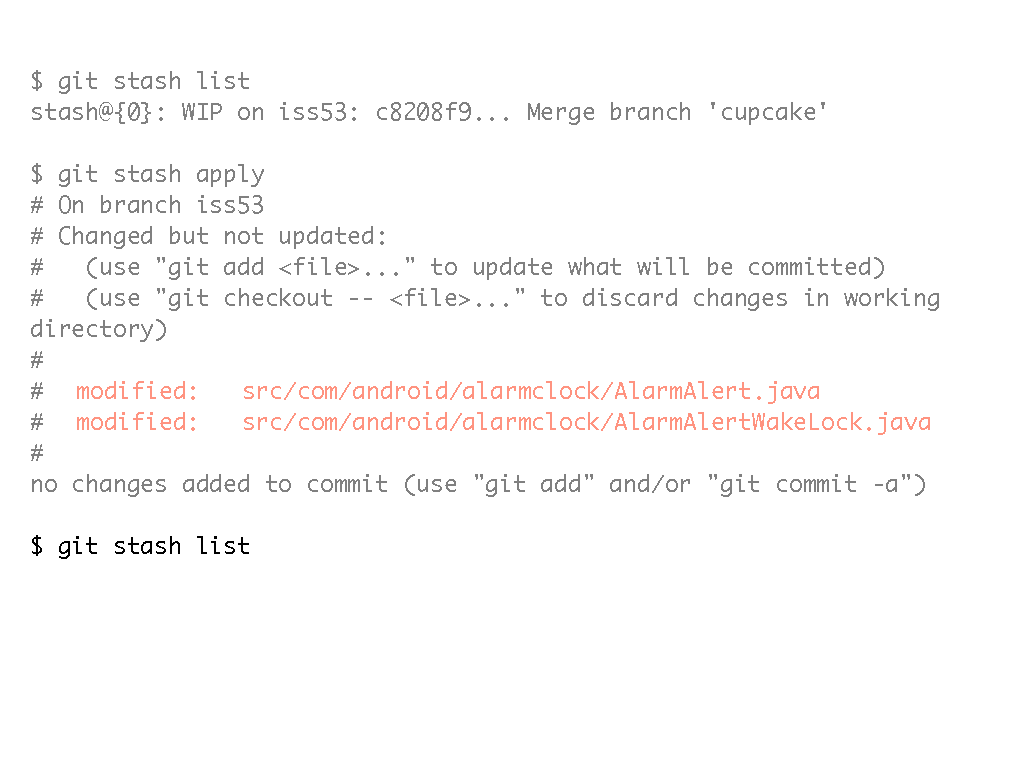 $ git stash list
stash@{0}: WIP on iss53: c8208f9... Merge branch 'cupcake'
$ git stash apply
# On branch iss53
# Changed but not updated:
#   (use "git add <file>..." to update what will be committed)
#   (use "git checkout -- <file>..." to discard changes in working
directory)
#
#  modified:   src/com/android/alarmclock/AlarmAlert.java
#  modified:   src/com/android/alarmclock/AlarmAlertWakeLock.java
#
no changes added to commit (use "git add" and/or "git commit -a")
$ git stash list